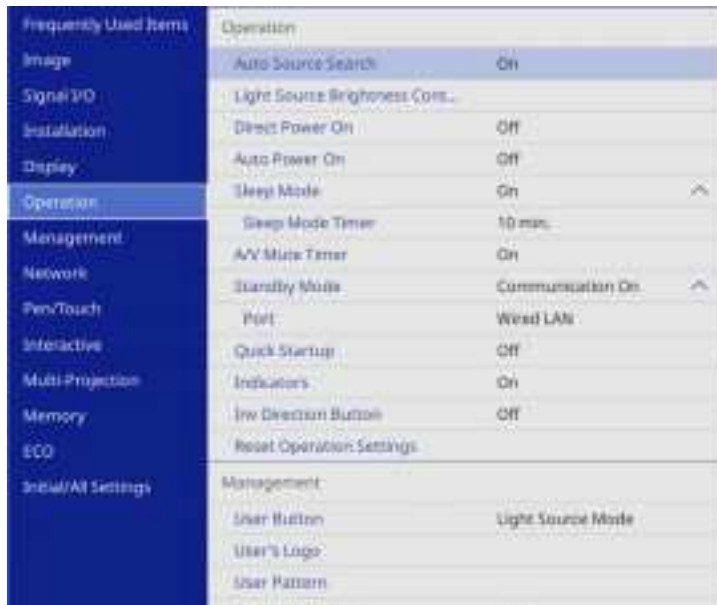 Frequently Used Items
Image
Signal I/O
Installation
Display
Operation
Management
Network
Pen/Touch
Interactive
Multi-Projection
Memory
ECO
Initial/All Settings
Operation
Auto Source Search On
Light Source Brightness Cont...
Direct Power On Off
Auto Power On Off
Sleep Mode On
Sleep Mode Timer 10 min.
A/V Mute Timer On
Standby Mode Communication On
Port Wired LAN
Quick Startup Off
Indicators On
Inv Direction Button Off
Reset Operation Settings
Management
User Button Light Source Mode
User's Logo
User Pattern